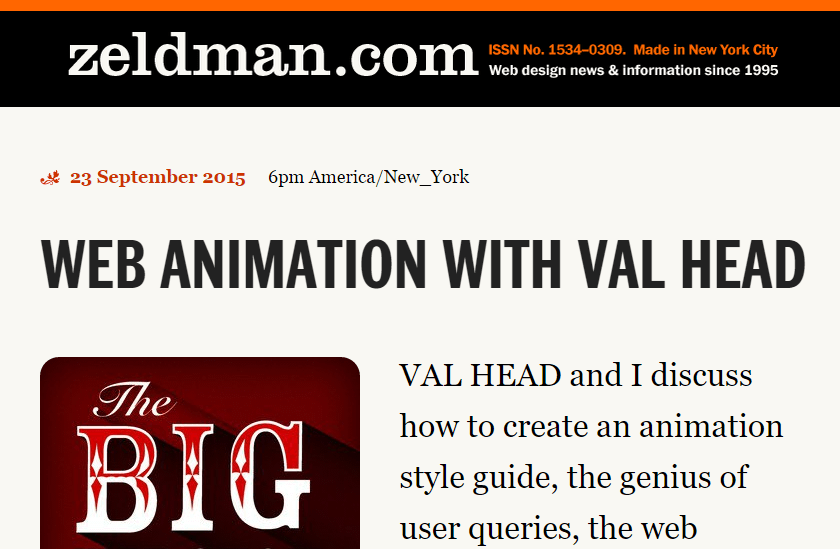 zeldman.com
ISSN No. 1534–0309. Made in New York City
Web design news & information since 1995
23 September 2015 6pm America/New_York
WEB ANIMATION WITH VAL HEAD
The
BIG
VAL HEAD and I discuss
how to create an animation
style guide, the genius of
user queries, the web